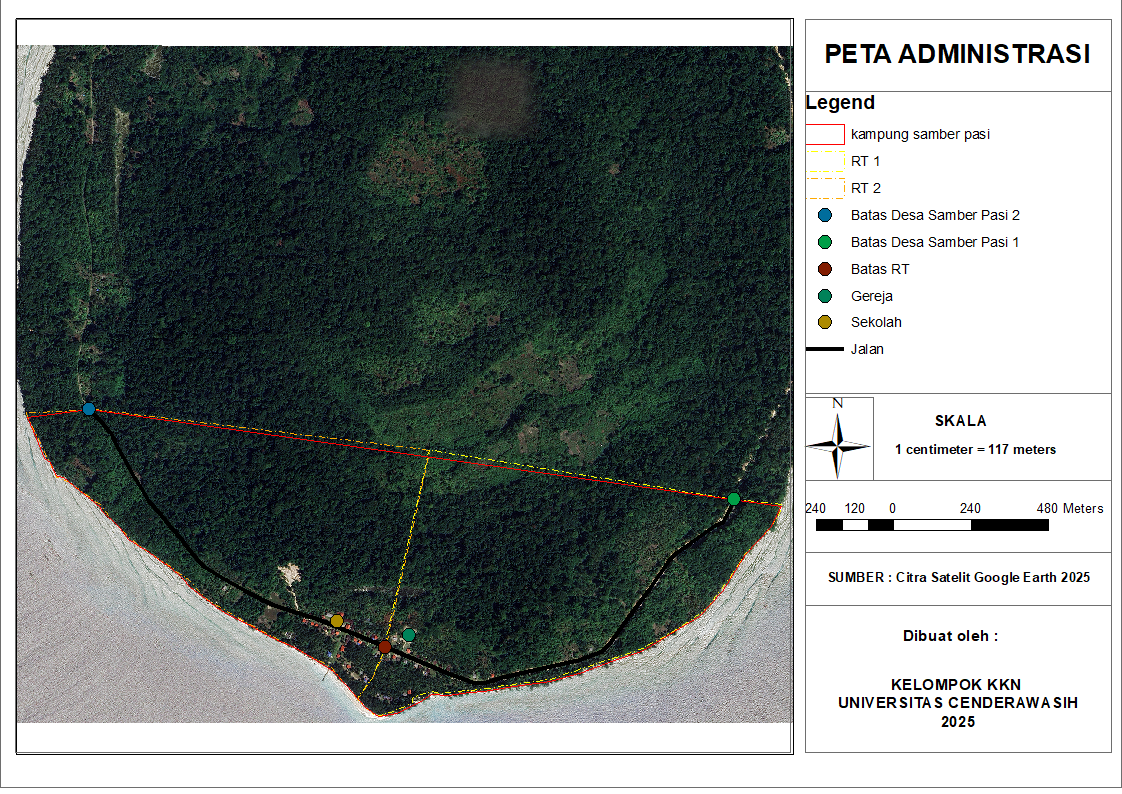 PETA ADMINISTRASI
Legend
kampung samber pasi
RT 1
RT 2
Batas Desa Samber Pasi 2
Batas Desa Samber Pasi 1
Batas RT
Gereja
Sekolah
Jalan
N
SKALA
1 centimeter = 117 meters
240 120 0 240 480 Meters
SUMBER : Citra Satelit Google Earth 2025
Dibuat oleh :
KELOMPOK KKN
UNIVERSITAS CENDERAWASIH
2025